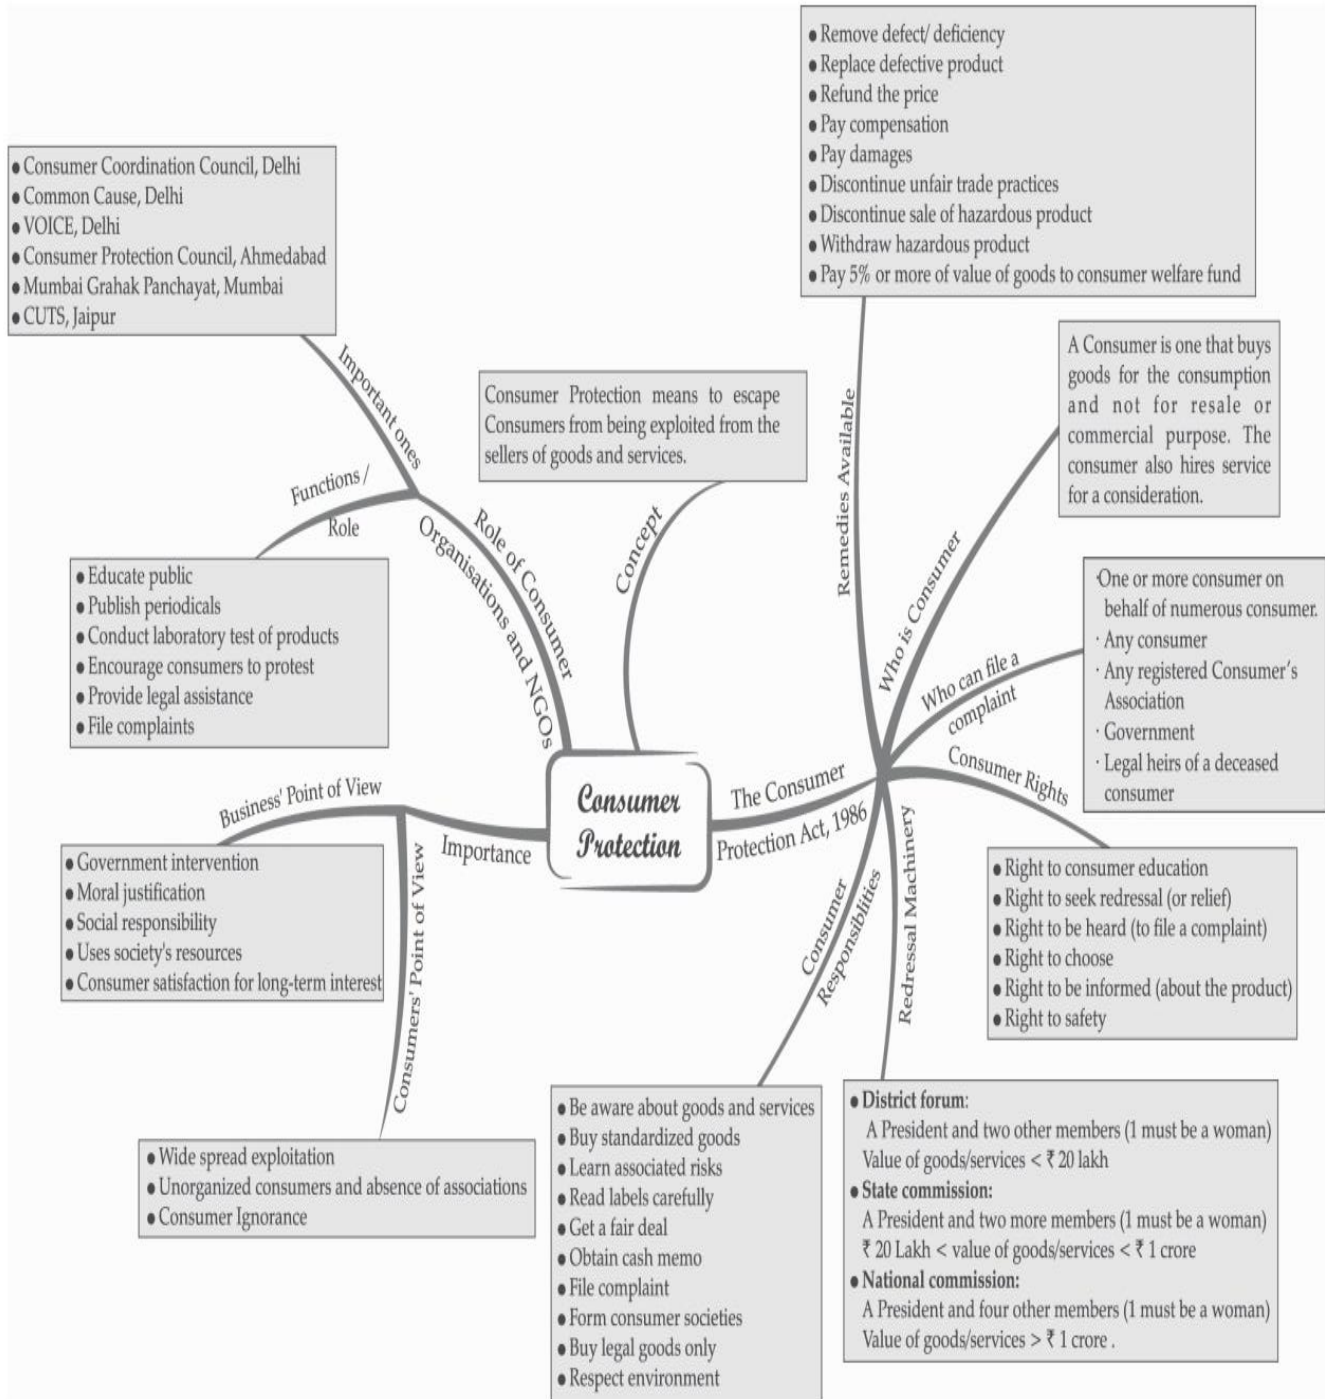 ● Remove defect/ deficiency
● Replace defective product
● Refund the price
● Pay compensation
● Pay damages
● Discontinue unfair trade practices
● Discontinue sale of hazardous product
● Withdraw hazardous product
● Pay 5% or more of value of goods to consumer welfare fund
● Consumer Coordination Council, Delhi
● Common Cause, Delhi
● VOICE, Delhi
● Consumer Protection Council, Ahmedabad
● Mumbai Grahak Panchayat, Mumbai
● CUTS, Jaipur
Important ones
Functions /
Role
● Educate public
● Publish periodicals
● Conduct laboratory test of products
● Encourage consumers to protest
● Provide legal assistance
● File complaints
Role of Consumer
Organisations and NGOs
Consumer Protection means to escape
Consumers from being exploited from the
sellers of goods and services.
Concept
Remedies Available
A Consumer is one that buys
goods for the consumption
and not for resale or
commercial purpose. The
consumer also hires service
for a consideration.
Who is Consumer
·One or more consumer on
behalf of numerous consumer.
· Any consumer
· Any registered Consumer's
Association
· Government
· Legal heirs of a deceased
consumer
Who can file a
complaint
Consumer
Protection
The Consumer
Protection Act, 1986
Consumer Rights
● Right to consumer education
● Right to seek redressal (or relief)
● Right to be heard (to file a complaint)
● Right to choose
● Right to be informed (about the product)
● Right to safety
Importance
Business' Point of View
● Government intervention
● Moral justification
● Social responsibility
● Uses society's resources
● Consumer satisfaction for long-term interest
Consumers' Point of View
● Wide spread exploitation
● Unorganized consumers and absence of associations
● Consumer Ignorance
Consumer
Responsiblities
● Be aware about goods and services
● Buy standardized goods
● Learn associated risks
● Read labels carefully
● Get a fair deal
● Obtain cash memo
● File complaint
● Form consumer societies
● Buy legal goods only
● Respect environment
Redressal Machinery
● District forum:
A President and two other members (1 must be a woman)
Value of goods/services < ₹ 20 lakh
● State commission:
A President and two more members (1 must be a woman)
₹ 20 Lakh < value of goods/services < ₹ 1 crore
● National commission:
A President and four other members (1 must be a woman)
Value of goods/services > ₹ 1 crore .